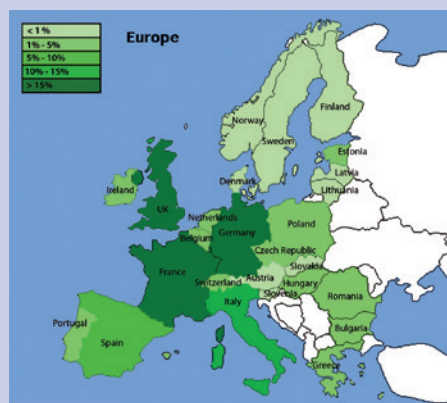 < 1 %
1% - 5%
5% - 10%
10% - 15%
> 15%
Europe
Norway
Finland
Sweden
Estonia
Latvia
Lithuania
Denmark
Ireland
UK
Netherlands
Germany
Poland
Belgium
Czech Republic
Slovakia
France
Switzerland
Austria
Hungary
Slovenia
Romania
Italy
Bulgaria
Portugal
Spain
Greece